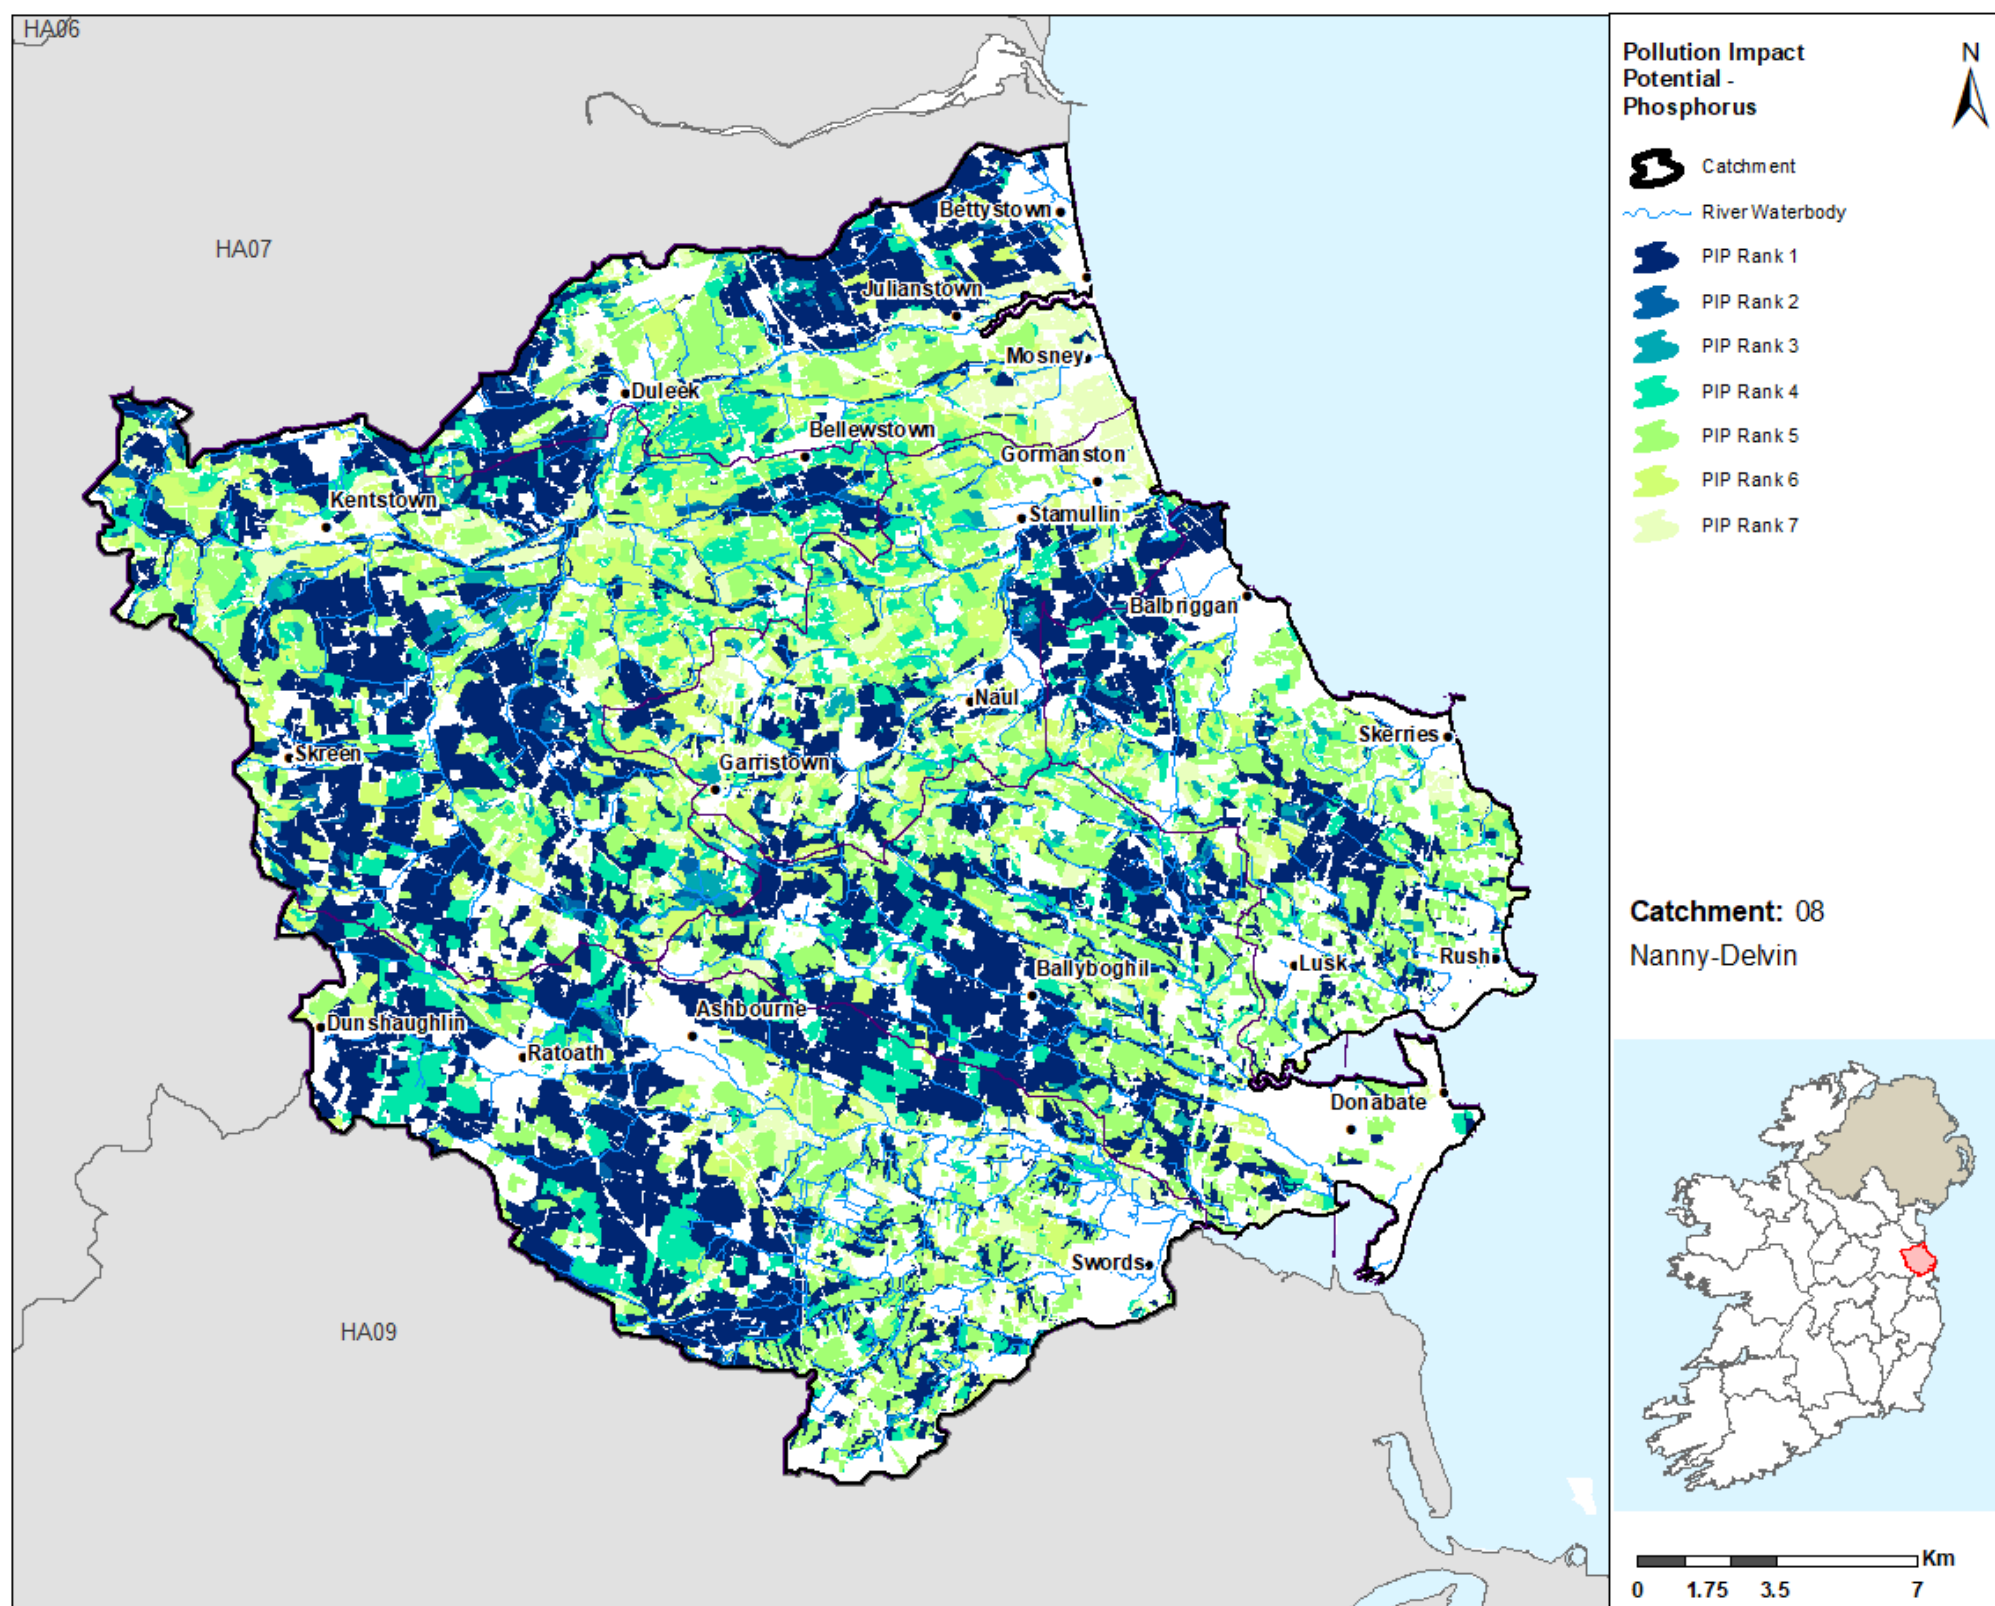 HA06
HA07
HA09
Bettystown
Julianstown
Mosney
Duleek
Bellewstown
Gormanston
Kentstown
Stamullin
Balbriggan
Naul
Skreen
Garristown
Skerries
Ballyboghil
Lusk
Rush
Ashbourne
Dunshaughlin
Ratoath
Donabate
Swords
Pollution Impact
Potential -
Phosphorus
N
Catchment
River Waterbody
PIP Rank 1
PIP Rank 2
PIP Rank 3
PIP Rank 4
PIP Rank 5
PIP Rank 6
PIP Rank 7
Catchment: 08
Nanny-Delvin
Km
0 1.75 3.5 7